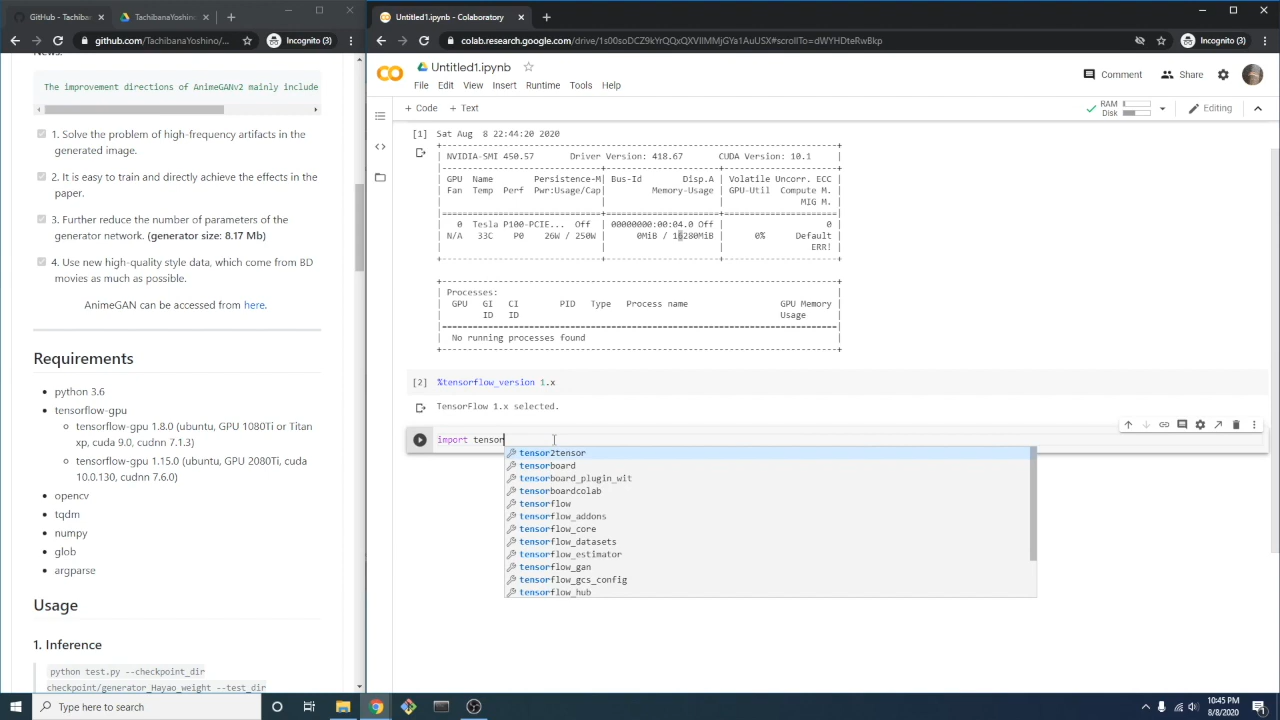 GitHub - Tachiban
TachibanaYoshino
github.com/TachibanaYoshino/...
Incognito (3)
News:
The improvement directions of AnimeGANv2 mainly include
1. Solve the problem of high-frequency artifacts in the
generated image.
2. It is easy to train and directly achieve the effects in the
paper.
3. Further reduce the number of parameters of the
generator network. (generator size: 8.17 Mb)
4. Use new high-quality style data, which come from BD
movies as much as possible.
AnimeGAN can be accessed from here.
Requirements
python 3.6
tensorflow-gpu
tensorflow-gpu 1.8.0 (ubuntu, GPU 1080Ti or Titan
xp, cuda 9.0, cudnn 7.1.3)
tensorflow-gpu 1.15.0 (ubuntu, GPU 2080Ti, cuda
10.0.130, cudnn 7.6.0)
opencv
tqdm
numpy
glob
argparse
Usage
1. Inference
python test.py --checkpoint_dir
checkpoint/generator_Hayao_weight --test_dir
Untitled1.ipynb - Colaboratory
colab.research.google.com/drive/1s00soDCZ9kYrQQxQXVlIMMjGYa1AuUSX#scrollTo=dWYHDteRwBkp
Incognito (3)
Untitled1.ipynb
File Edit View Insert Runtime Tools Help
Comment Share
+ Code + Text
RAM
Disk
Editing
[1] Sat Aug 8 22:44:20 2020
NVIDIA-SMI 450.57 Driver Version: 418.67 CUDA Version: 10.1
GPU Name Persistence-M| Bus-Id Disp.A | Volatile Uncorr. ECC
Fan Temp Perf Pwr:Usage/Cap| Memory-Usage | GPU-Util Compute M.
MIG M.
0 Tesla P100-PCIE... Off | 00000000:00:04.0 Off | 0
N/A 33C P0 26W / 250W | 0MiB / 16280MiB | 0% Default
ERR!
Processes:
GPU GI CI PID Type Process name GPU Memory
ID ID Usage
No running processes found
[2] %tensorflow_version 1.x
TensorFlow 1.x selected.
import tensor
tensor2tensor
tensorboard
tensorboard_plugin_wit
tensorboardcolab
tensorflow
tensorflow_addons
tensorflow_core
tensorflow_datasets
tensorflow_estimator
tensorflow_gan
tensorflow_gcs_config
tensorflow_hub
Type here to search
10:45 PM
8/8/2020